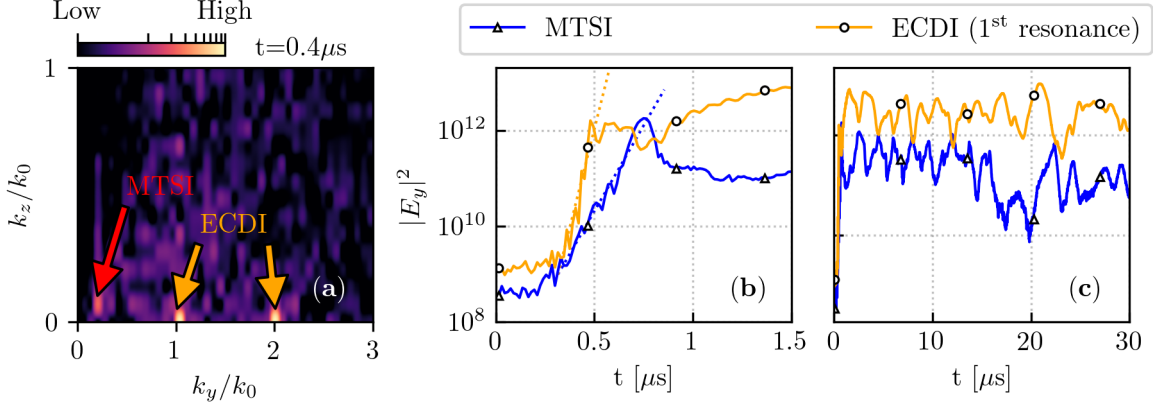 Low High
t=0.4μs
1
0
k_z/k_0
MTSI
ECDI
(a)
0 1 2 3
k_y/k_0
MTSI
ECDI (1^st resonance)
|E_y|^2
10^12
10^10
10^8
(b)
0 0.5 1 1.5
t [μs]
(c)
0 10 20 30
t [μs]